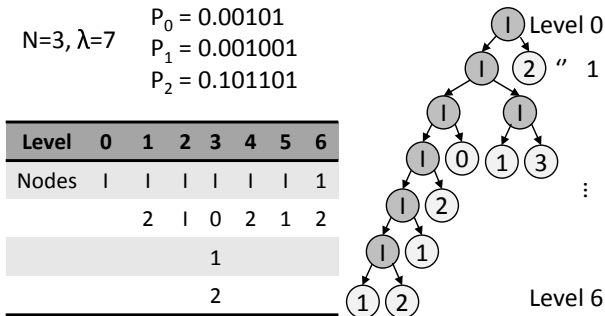 N=3, λ=7
P₀ = 0.00101
P₁ = 0.001001
P₂ = 0.101101
Level 0 1 2 3 4 5 6
Nodes I I I I I I 1
2 I 0 2 1 2
1
2
I Level 0
I 2 ″ 1
I I
I 0 1 3
⋮
I 2
I 1
1 2 Level 6